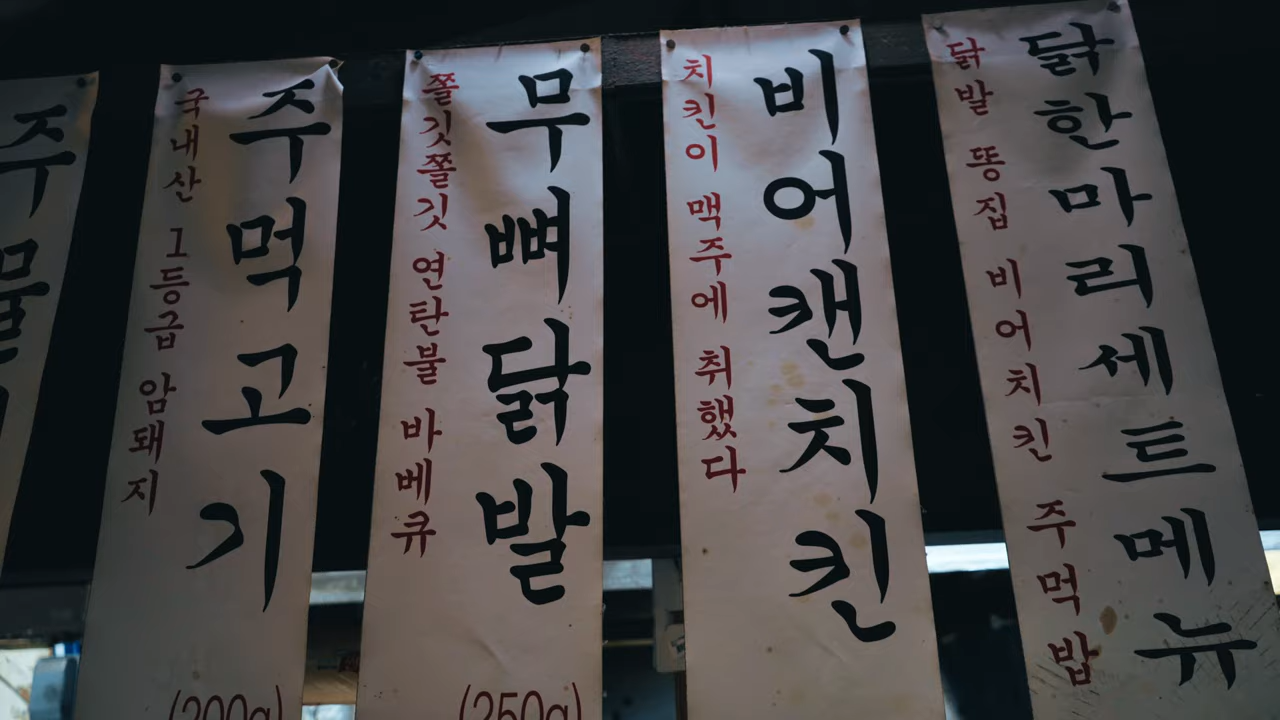 주물
국내산 1등급 암돼지
주먹고기
(200g)
쫄깃쫄깃 연탄불 바베큐
무뼈닭발
(250g)
치킨이 맥주에 취했다
비어캔치킨
닭발 똥집 비어치킨 주먹밥
닭한마리세트메뉴